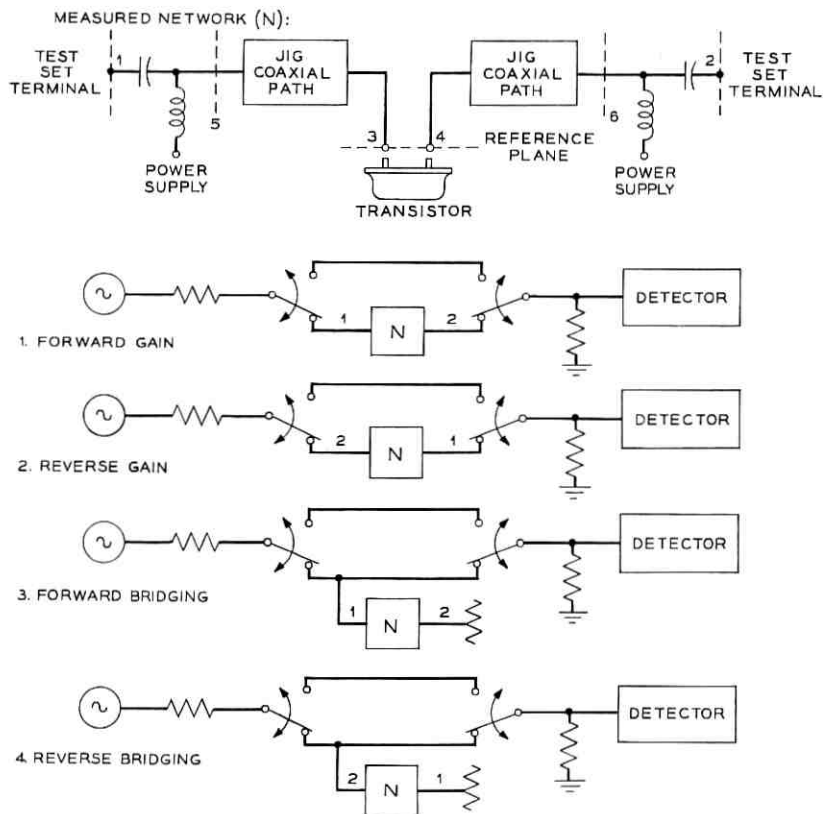 MEASURED NETWORK (N):
TEST SET TERMINAL
1
5
JIG COAXIAL PATH
3
4
JIG COAXIAL PATH
6
2
TEST SET TERMINAL
POWER SUPPLY
REFERENCE PLANE
POWER SUPPLY
TRANSISTOR
1
N
2
DETECTOR
1. FORWARD GAIN
2
N
1
DETECTOR
2. REVERSE GAIN
DETECTOR
3. FORWARD BRIDGING
1
N
2
DETECTOR
4. REVERSE BRIDGING
2
N
1